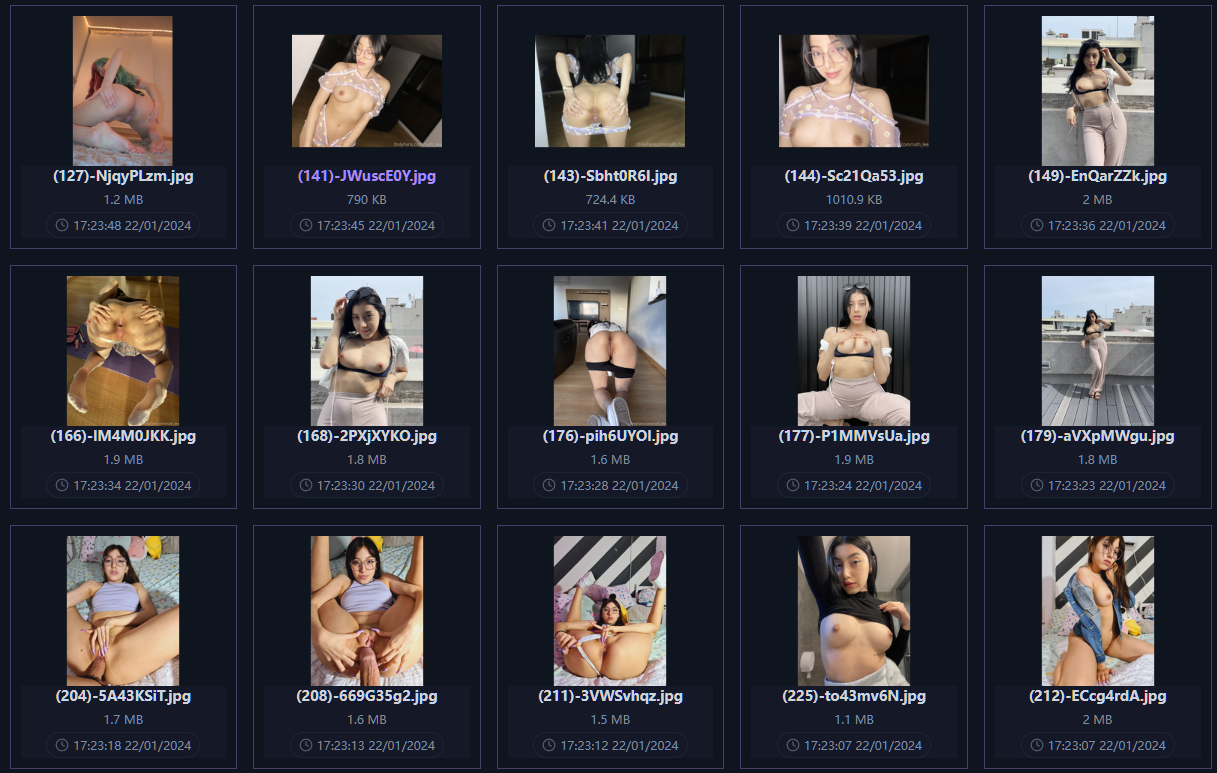 (127)-NjqyPLzm.jpg
1.2 MB
17:23:48 22/01/2024
(141)-JWuscE0Y.jpg
790 KB
17:23:45 22/01/2024
(143)-Sbht0R6I.jpg
724.4 KB
17:23:41 22/01/2024
(144)-Sc21Qa53.jpg
1010.9 KB
17:23:39 22/01/2024
(149)-EnQarZZk.jpg
2 MB
17:23:36 22/01/2024
(166)-IM4M0JKK.jpg
1.9 MB
17:23:34 22/01/2024
(168)-2PXjXYKO.jpg
1.8 MB
17:23:30 22/01/2024
(176)-pih6UYOI.jpg
1.6 MB
17:23:28 22/01/2024
(177)-P1MMVsUa.jpg
1.9 MB
17:23:24 22/01/2024
(179)-aVXpMWgu.jpg
1.8 MB
17:23:23 22/01/2024
(204)-5A43KSiT.jpg
1.7 MB
17:23:18 22/01/2024
(208)-669G35g2.jpg
1.6 MB
17:23:13 22/01/2024
(211)-3VWSvhqz.jpg
1.5 MB
17:23:12 22/01/2024
(225)-to43mv6N.jpg
1.1 MB
17:23:07 22/01/2024
(212)-ECcg4rdA.jpg
2 MB
17:23:07 22/01/2024